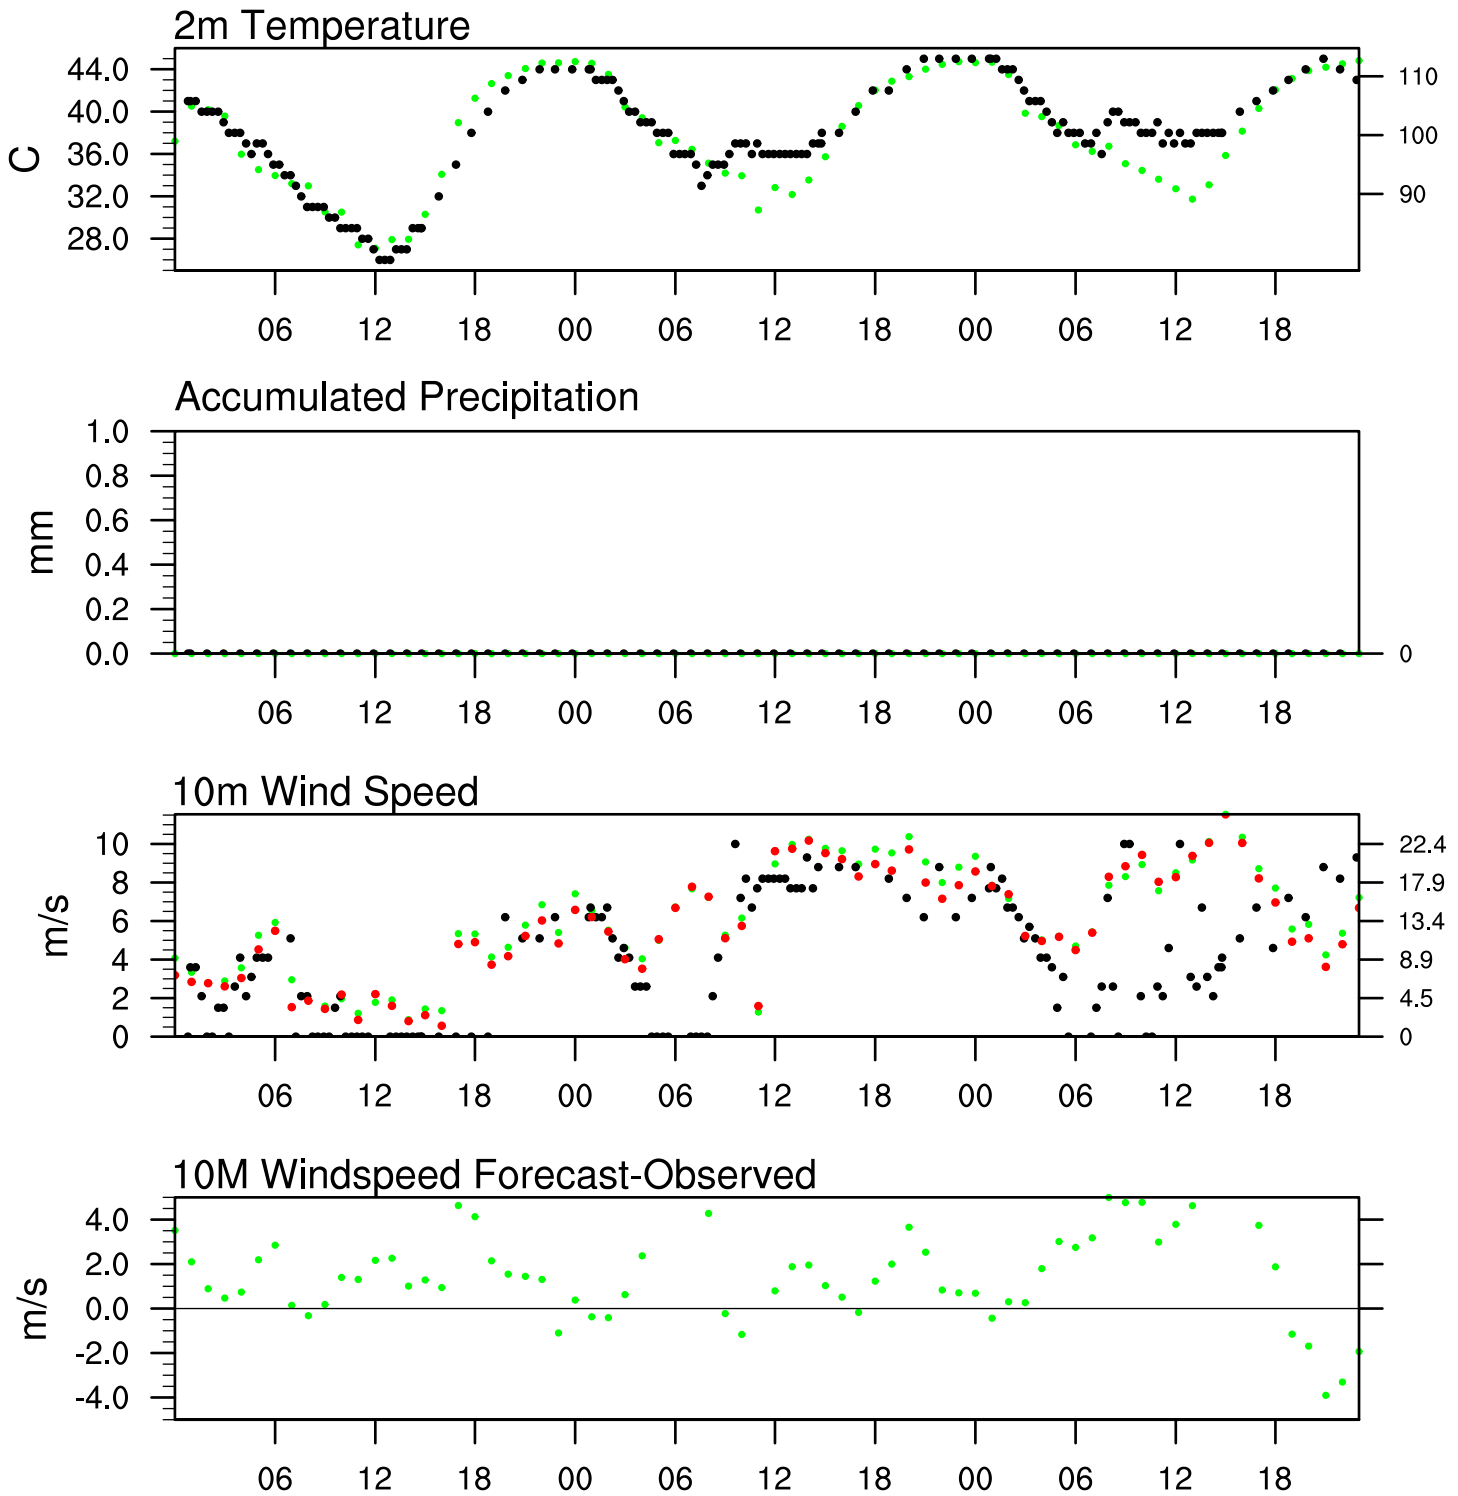 2m Temperature
44.0
40.0
36.0
32.0
28.0
C
110
100
90
06 12 18 00 06 12 18 00 06 12 18
Accumulated Precipitation
1.0
0.8
0.6
0.4
0.2
0.0
mm
0
06 12 18 00 06 12 18 00 06 12 18
10m Wind Speed
10
8
6
4
2
0
m/s
22.4
17.9
13.4
8.9
4.5
0
06 12 18 00 06 12 18 00 06 12 18
10M Windspeed Forecast-Observed
4.0
2.0
0.0
-2.0
-4.0
m/s
06 12 18 00 06 12 18 00 06 12 18